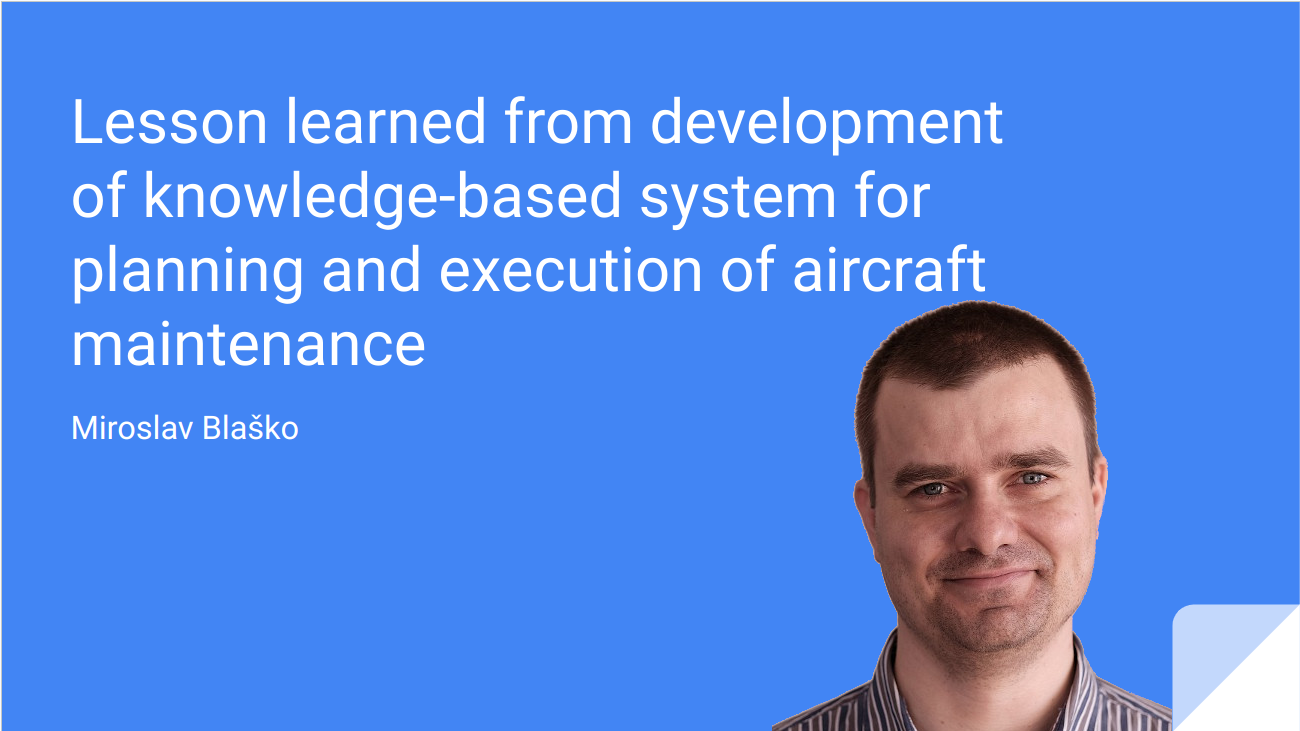 Lesson learned from development
of knowledge-based system for
planning and execution of aircraft
maintenance
Miroslav Blaško